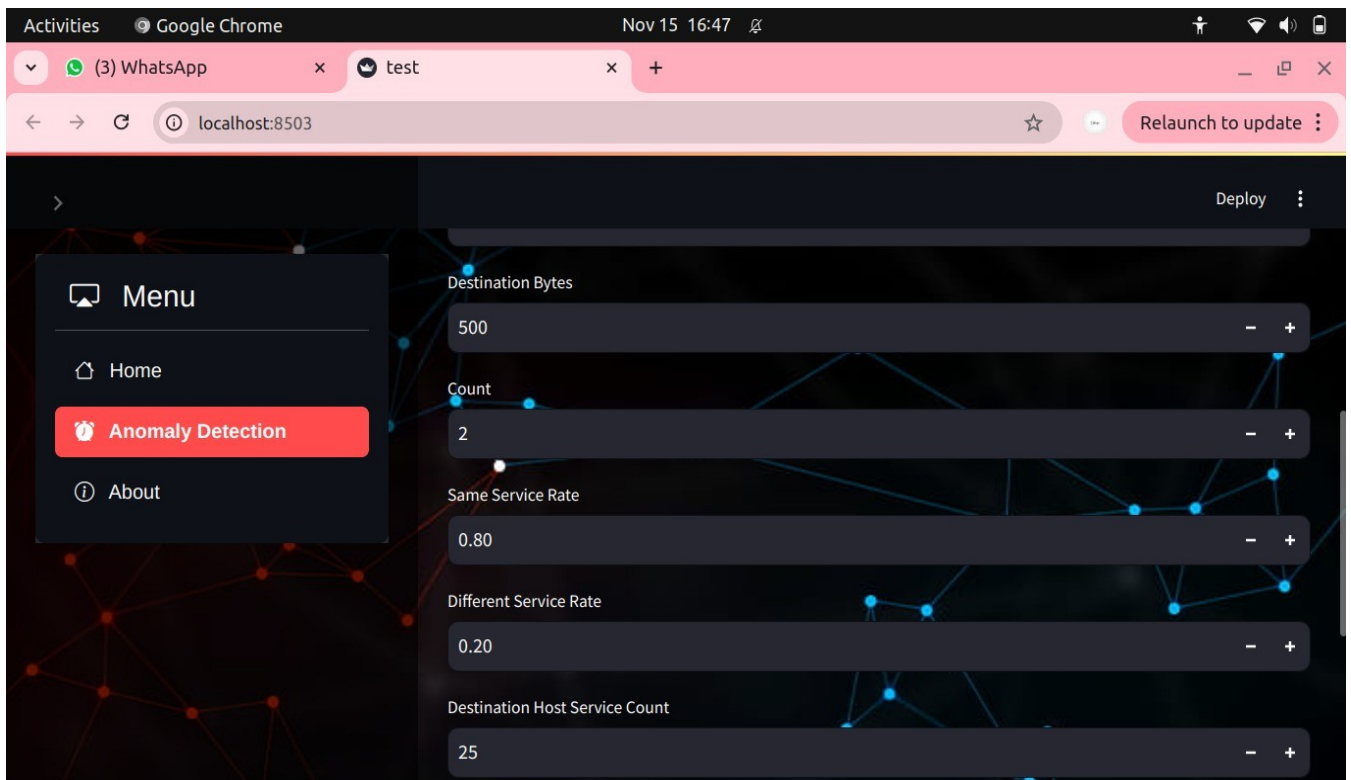 Activities Google Chrome Nov 15 16:47
(3) WhatsApp test
localhost:8503 Relaunch to update
Deploy
Menu
Home
Anomaly Detection
About
Destination Bytes
500
Count
2
Same Service Rate
0.80
Different Service Rate
0.20
Destination Host Service Count
25